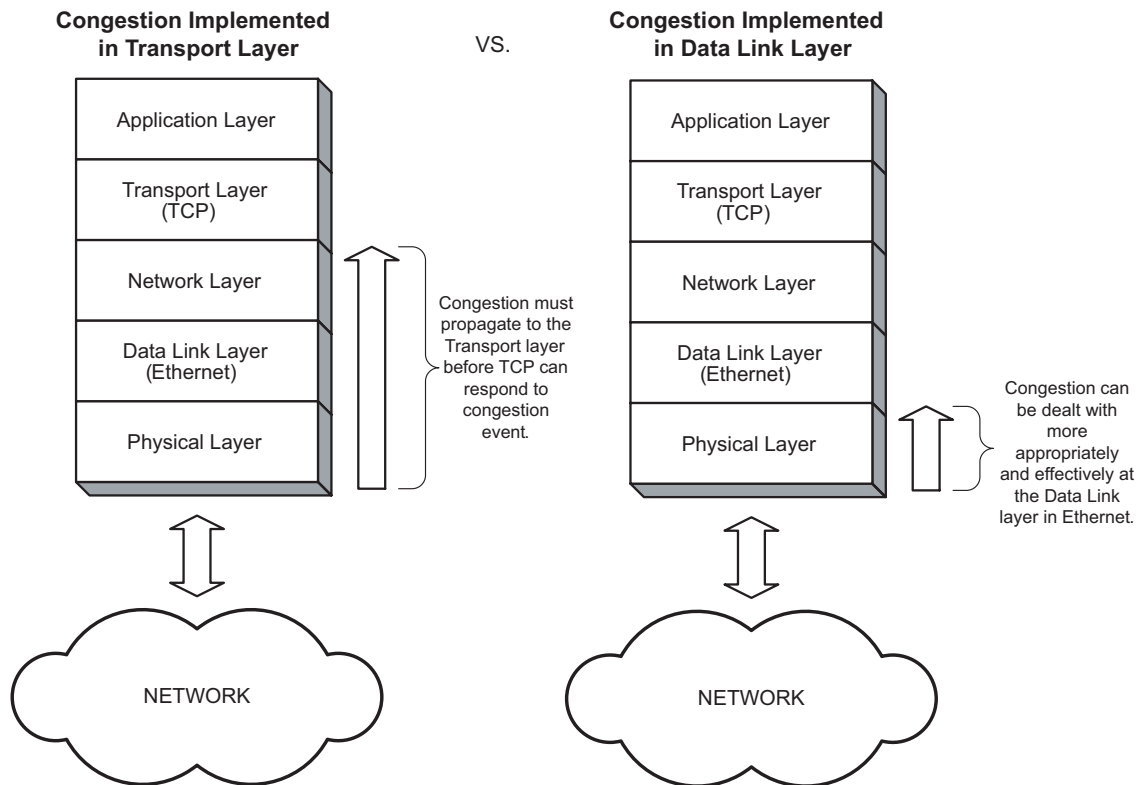 Congestion Implemented
in Transport Layer
VS.
Congestion Implemented
in Data Link Layer
Application Layer
Transport Layer
(TCP)
Network Layer
Data Link Layer
(Ethernet)
Physical Layer
Congestion must
propagate to the
Transport layer
before TCP can
respond to
congestion
event.
NETWORK
Application Layer
Transport Layer
(TCP)
Network Layer
Data Link Layer
(Ethernet)
Physical Layer
Congestion can
be dealt with
more
appropriately
and effectively at
the Data Link
layer in Ethernet.
NETWORK